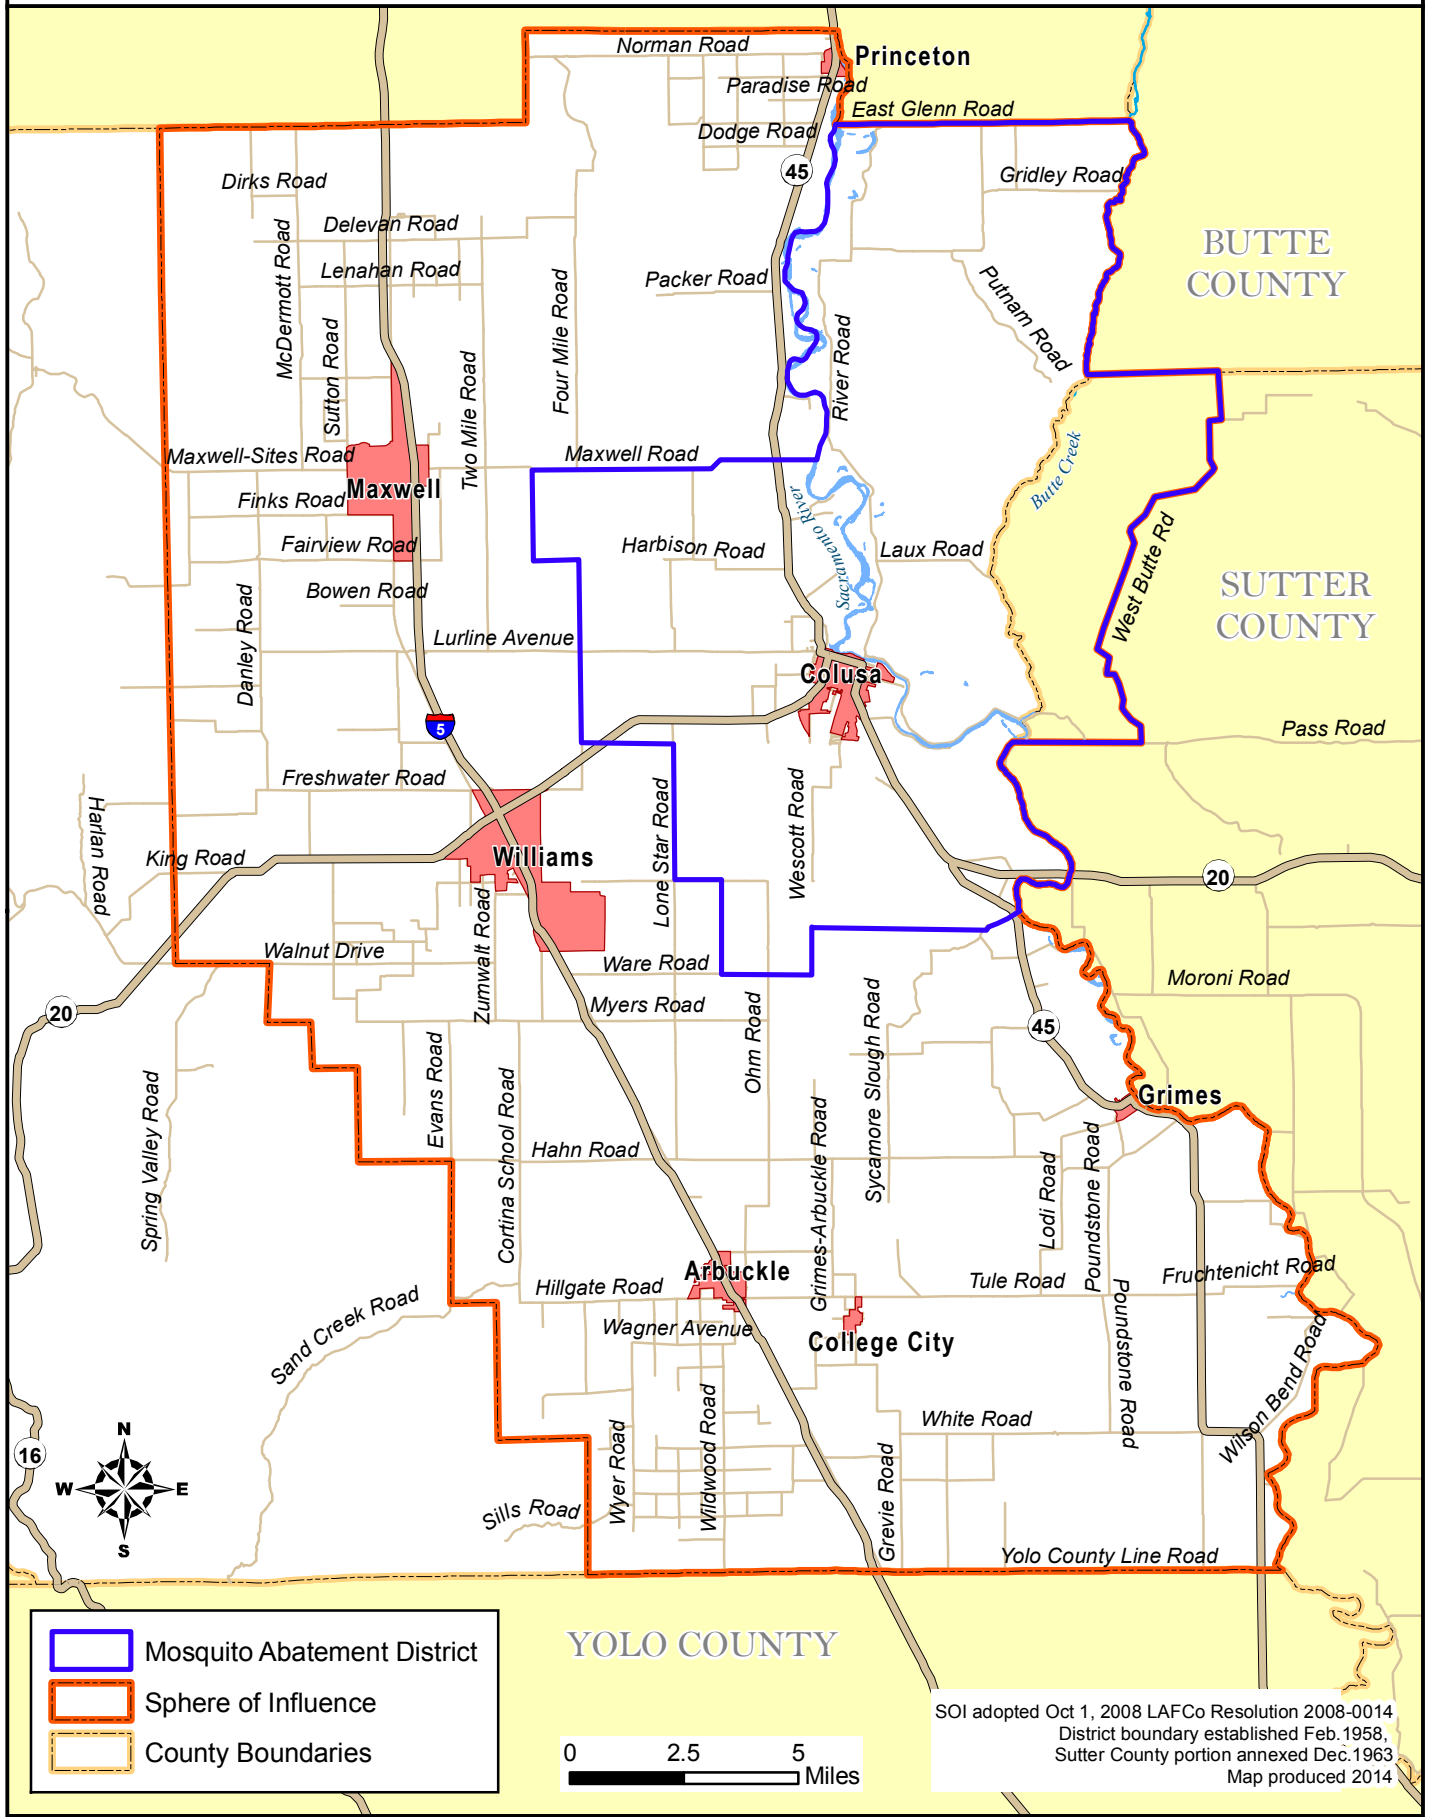 Norman Road
Princeton
Paradise Road
East Glenn Road
Dodge Road
45
Gridley Road
Dirks Road
Delevan Road
McDermott Road
BUTTE
COUNTY
Lenahan Road
Packer Road
Putnam Road
Four Mile Road
Sutton Road
River Road
Two Mile Road
Maxwell-Sites Road
Maxwell Road
Butte Creek
Maxwell
Finks Road
Sacramento River
Fairview Road
Harbison Road
Laux Road
West Butte Rd
SUTTER
COUNTY
Bowen Road
Danley Road
Lurline Avenue
Colusa
5
Pass Road
Freshwater Road
Harlan Road
Lone Star Road
Wescott Road
King Road
Williams
20
Zumwalt Road
Walnut Drive
Ware Road
Moroni Road
20
Myers Road
Ohm Road
Sycamore Slough Road
45
Evans Road
Cortina School Road
Spring Valley Road
Grimes
Grimes-Arbuckle Road
Hahn Road
Lodi Road
Poundstone Road
Arbuckle
Hillgate Road
Tule Road
Fruchtenicht Road
Sand Creek Road
Wagner Avenue
College City
Poundstone Road
Wilson Bend Road
Wildwood Road
White Road
Wyer Road
16
N
W
E
S
Sills Road
Grevie Road
Yolo County Line Road
YOLO COUNTY
Mosquito Abatement District
Sphere of Influence
County Boundaries
0 2.5 5
Miles
SOI adopted Oct 1, 2008 LAFCo Resolution 2008-0014
District boundary established Feb.1958,
Sutter County portion annexed Dec.1963
Map produced 2014